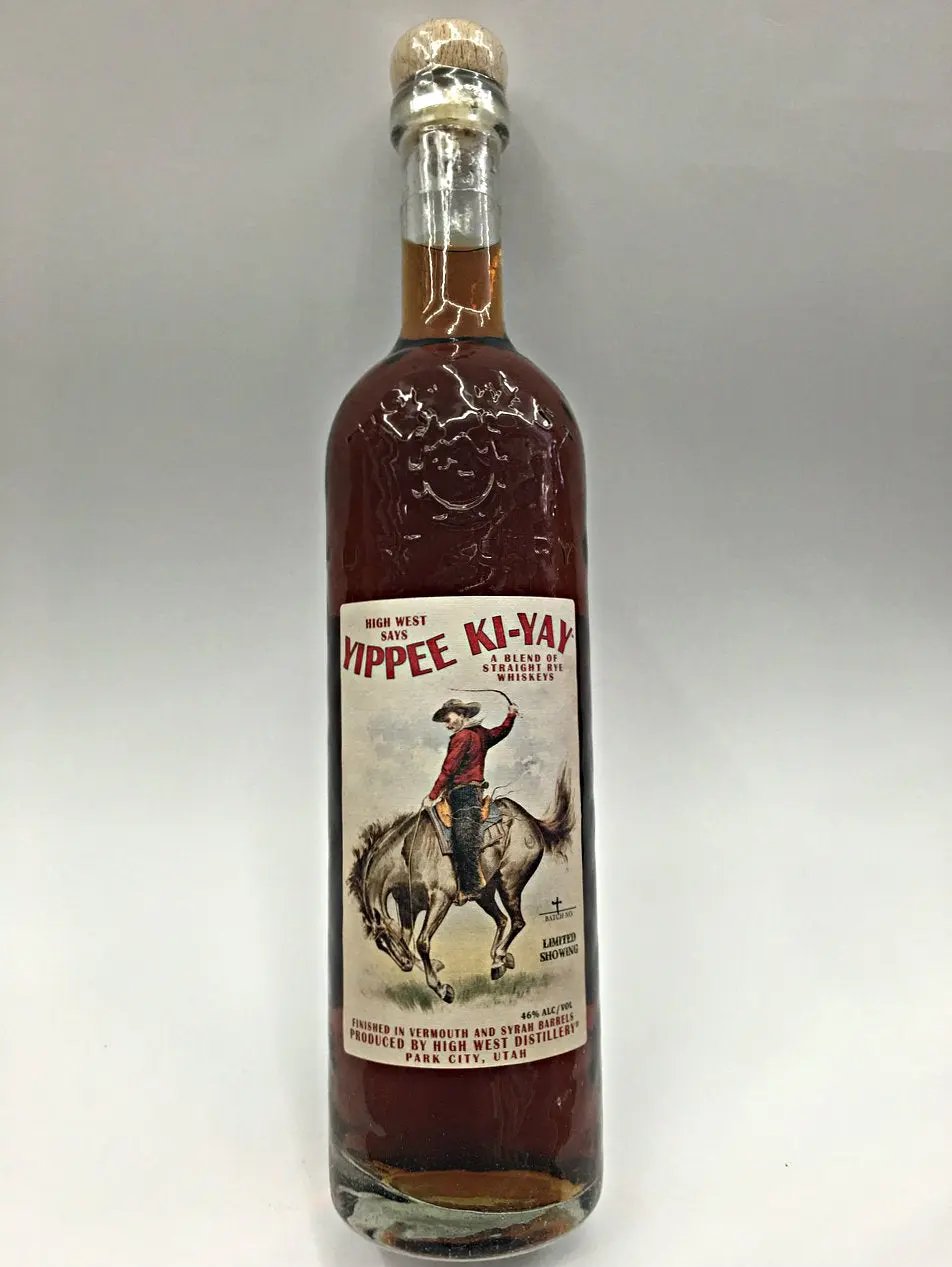 HIGH WEST
SAYS
YIPPEE KI-YAY
A BLEND OF
STRAIGHT RYE
WHISKEYS
4
BATCH NO
LIMITED
SHOWING
46% ALC/VOL
FINISHED IN VERMOUTH AND SYRAH BARRELS
PRODUCED BY HIGH WEST DISTILLERY®
PARK CITY, UTAH